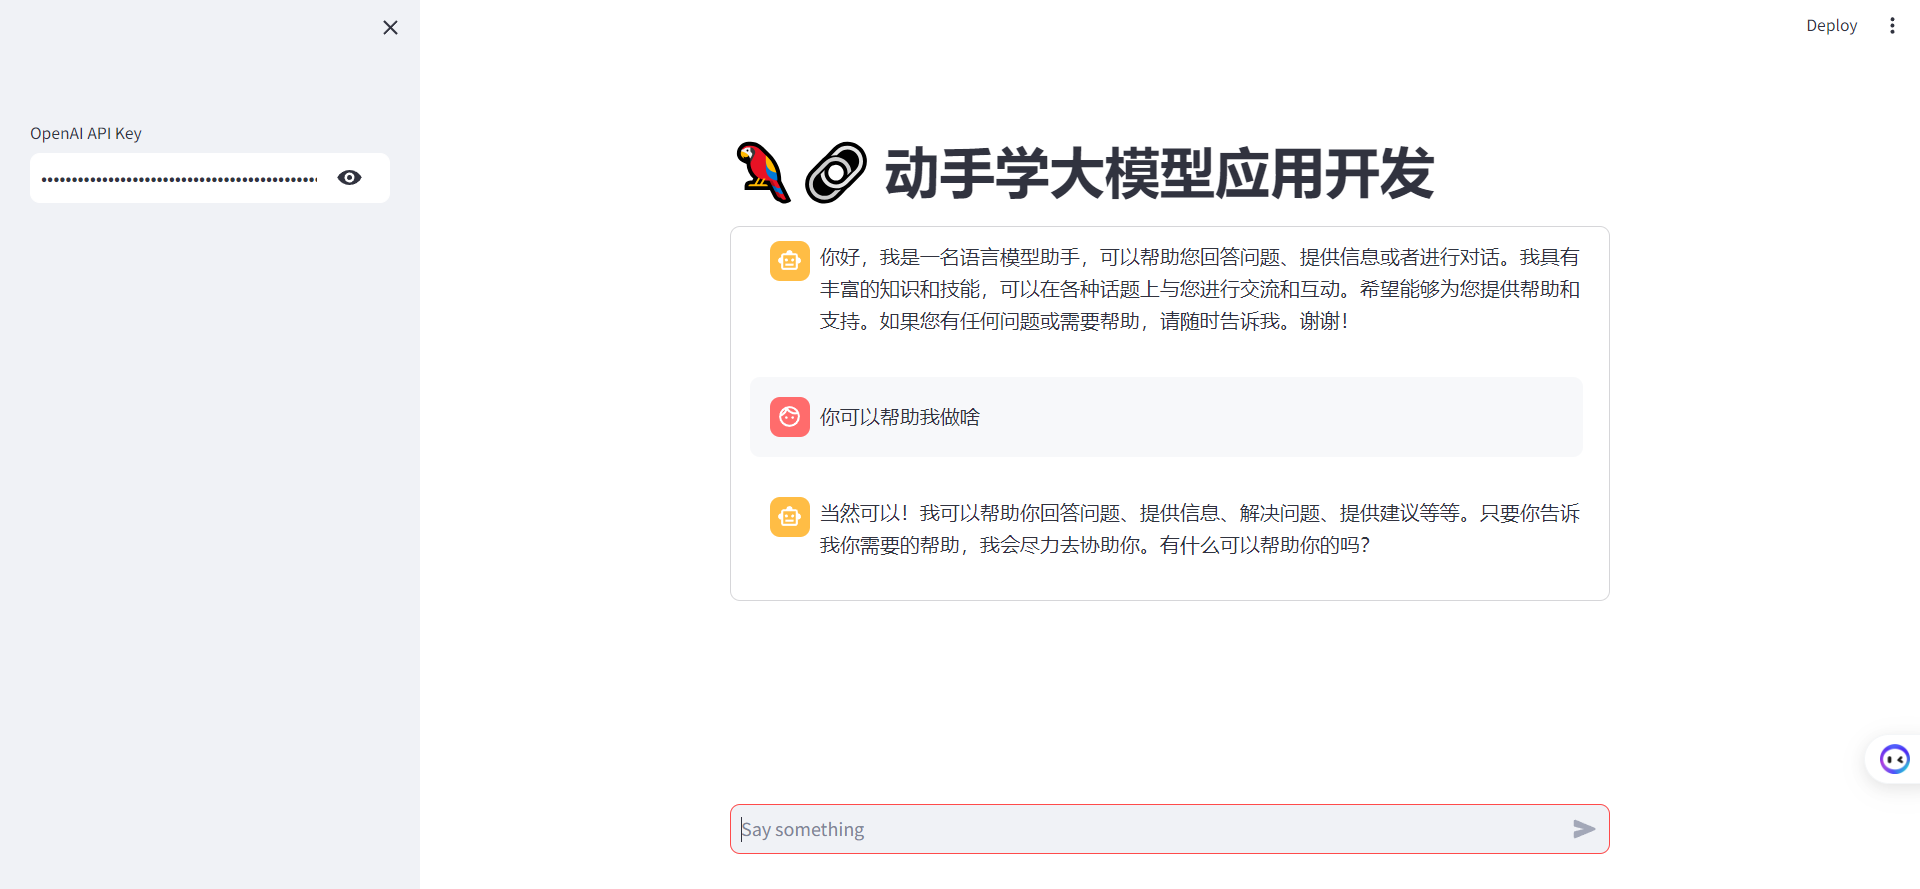 Deploy
OpenAI API Key
动手学大模型应用开发
你好，我是一名语言模型助手，可以帮助您回答问题、提供信息或者进行对话。我具有
丰富的知识和技能，可以在各种话题上与您进行交流和互动。希望能够为您提供帮助和
支持。如果您有任何问题或需要帮助，请随时告诉我。谢谢！
你可以帮助我做啥
当然可以！我可以帮助你回答问题、提供信息、解决问题、提供建议等等。只要你告诉
我你需要的帮助，我会尽力去协助你。有什么可以帮助你的吗？
Say something